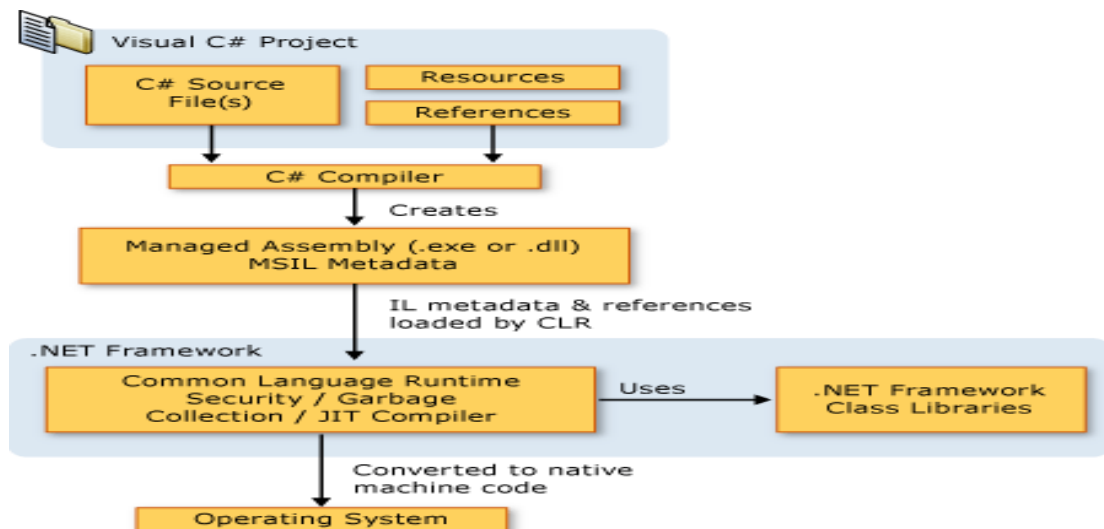 Visual C# Project
C# Source
File(s)
Resources
References
C# Compiler
Creates
Managed Assembly (.exe or .dll)
MSIL Metadata
IL metadata & references
loaded by CLR
.NET Framework
Common Language Runtime
Security / Garbage
Collection / JIT Compiler
Uses
.NET Framework
Class Libraries
Converted to native
machine code
Operating System